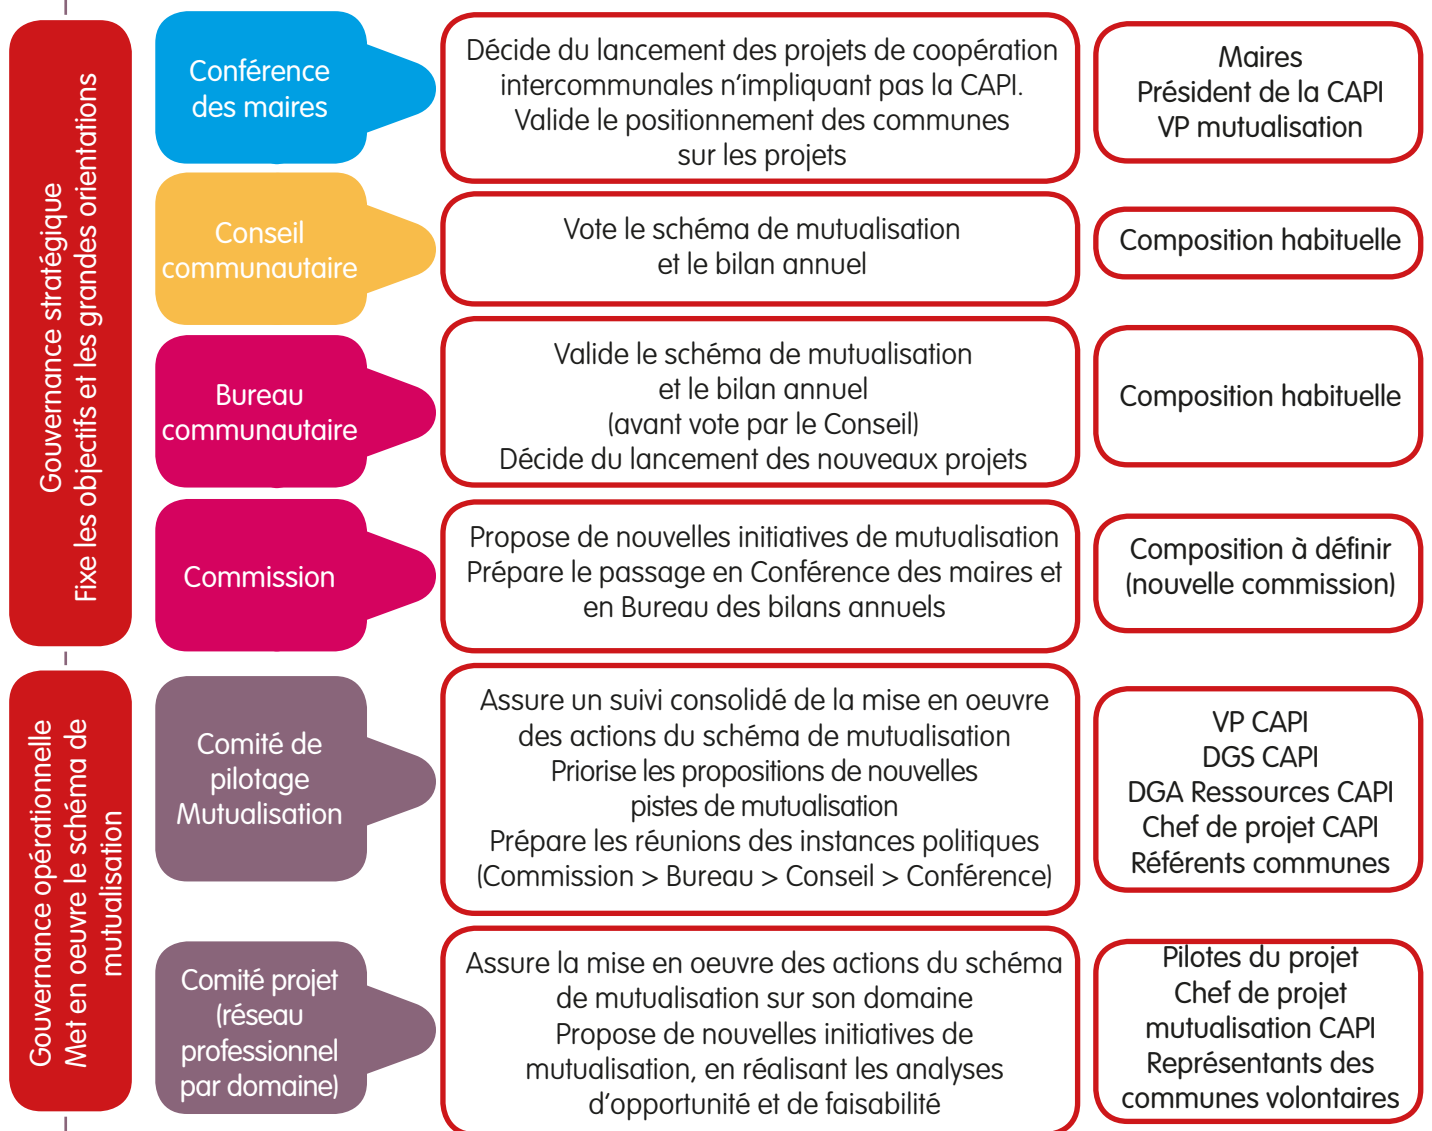 Gouvernance stratégique
Fixe les objectifs et les grandes orientations
Conférence
des maires
Décide du lancement des projets de coopération
intercommunales n’impliquant pas la CAPI.
Valide le positionnement des communes
sur les projets
Maires
Président de la CAPI
VP mutualisation
Conseil
communautaire
Vote le schéma de mutualisation
et le bilan annuel
Composition habituelle
Bureau
communautaire
Valide le schéma de mutualisation
et le bilan annuel
(avant vote par le Conseil)
Décide du lancement des nouveaux projets
Composition habituelle
Commission
Propose de nouvelles initiatives de mutualisation
Prépare le passage en Conférence des maires et
en Bureau des bilans annuels
Composition à définir
(nouvelle commission)
Gouvernance opérationnelle
Met en oeuvre le schéma de
mutualisation
Comité de
pilotage
Mutualisation
Assure un suivi consolidé de la mise en oeuvre
des actions du schéma de mutualisation
Priorise les propositions de nouvelles
pistes de mutualisation
Prépare les réunions des instances politiques
(Commission > Bureau > Conseil > Conférence)
VP CAPI
DGS CAPI
DGA Ressources CAPI
Chef de projet CAPI
Référents communes
Comité projet
(réseau
professionnel
par domaine)
Assure la mise en oeuvre des actions du schéma
de mutualisation sur son domaine
Propose de nouvelles initiatives de
mutualisation, en réalisant les analyses
d’opportunité et de faisabilité
Pilotes du projet
Chef de projet
mutualisation CAPI
Représentants des
communes volontaires